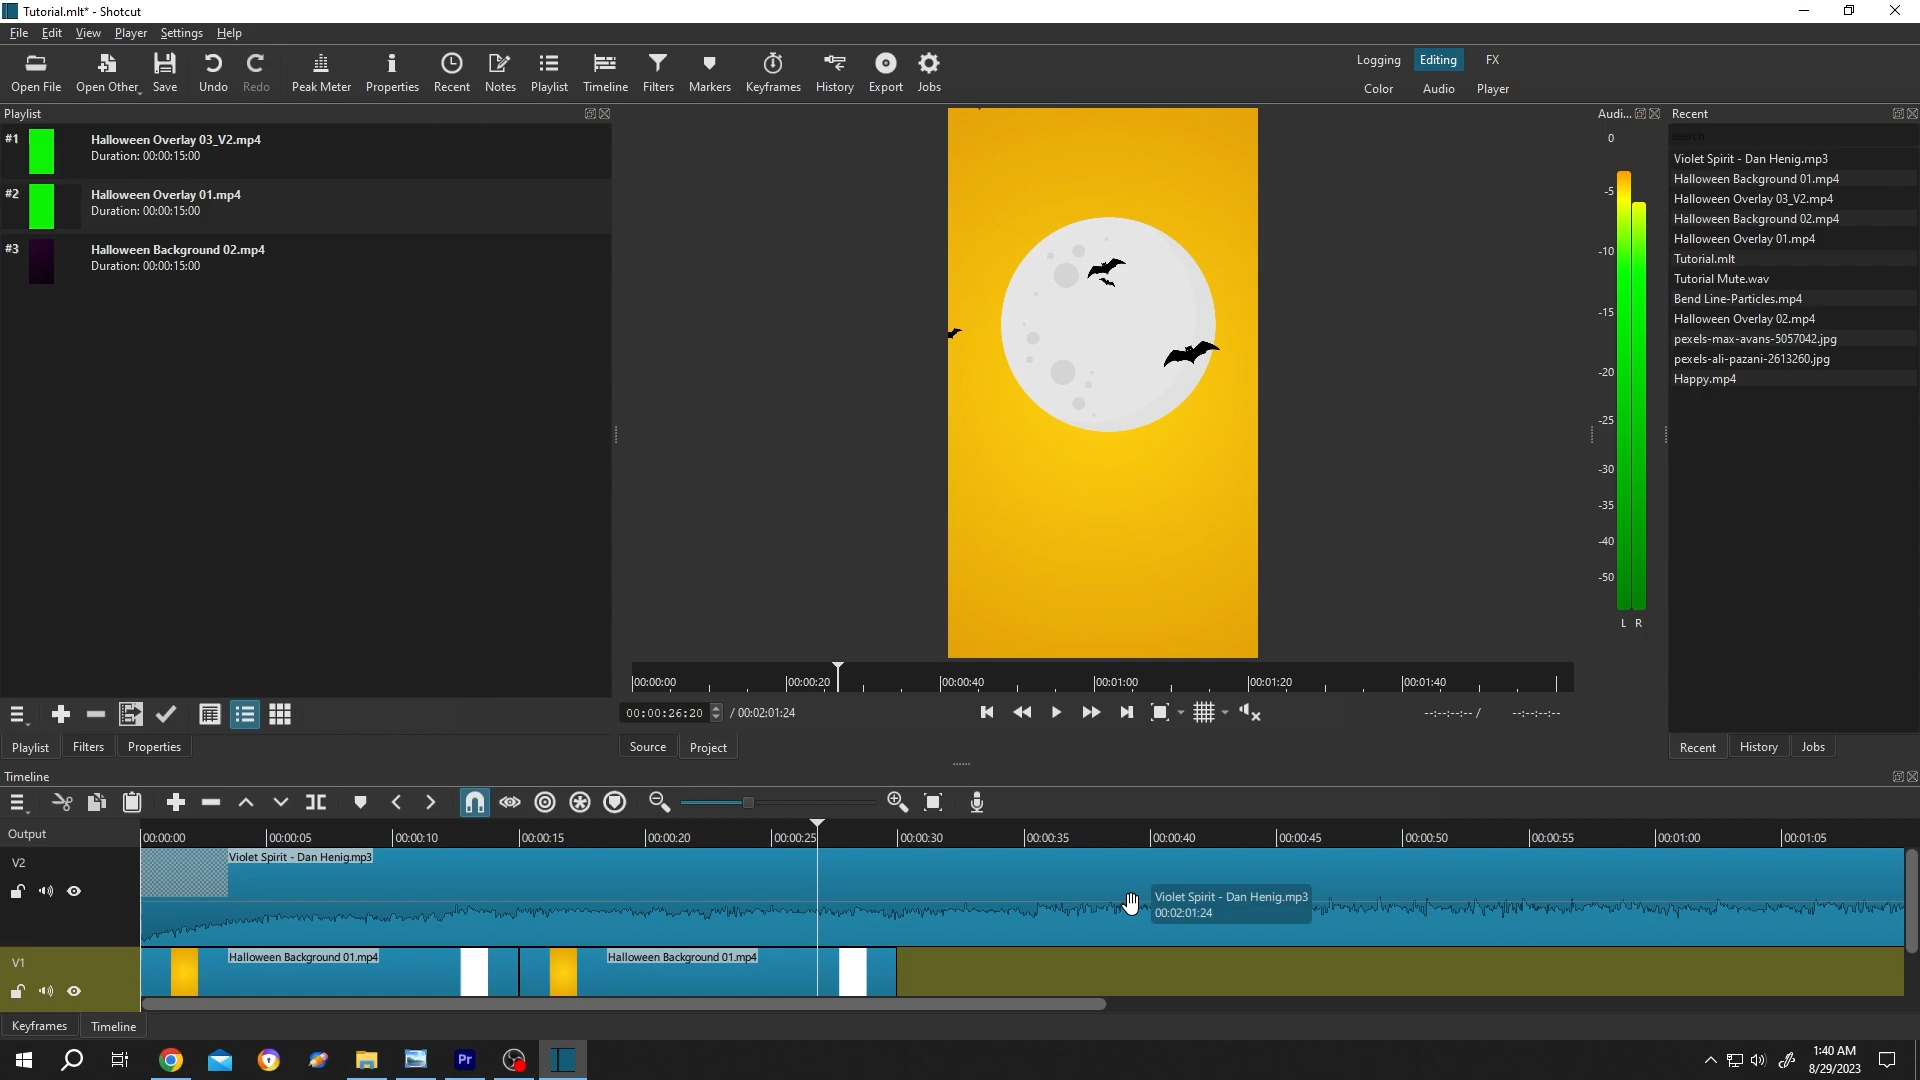 Tutorial.mlt* - Shotcut
File Edit View Player Settings Help
Open File Open Other Save Undo Redo Peak Meter Properties Recent Notes Playlist Timeline Filters Markers Keyframes History Export Jobs
Logging Editing FX
Color Audio Player
Playlist
#1 Halloween Overlay 03_V2.mp4
Duration: 00:00:15:00
#2 Halloween Overlay 01.mp4
Duration: 00:00:15:00
#3 Halloween Background 02.mp4
Duration: 00:00:15:00
Audi...
0
-5
-10
-15
-20
-25
-30
-35
-40
-50
L R
Recent
search
Violet Spirit - Dan Henig.mp3
Halloween Background 01.mp4
Halloween Overlay 03_V2.mp4
Halloween Background 02.mp4
Halloween Overlay 01.mp4
Tutorial.mlt
Tutorial Mute.wav
Bend Line-Particles.mp4
Halloween Overlay 02.mp4
pexels-max-avans-5057042.jpg
pexels-ali-pazani-2613260.jpg
Happy.mp4
00:00:00 00:00:20 00:00:40 00:01:00 00:01:20 00:01:40
00:00:26:20 / 00:02:01:24
--:--:--:-- / --:--:--:--
Playlist Filters Properties
Source Project
Recent History Jobs
Timeline
Output
00:00:00 00:00:05 00:00:10 00:00:15 00:00:20 00:00:25 00:00:30 00:00:35 00:00:40 00:00:45 00:00:50 00:00:55 00:01:00 00:01:05
V2
Violet Spirit - Dan Henig.mp3
Violet Spirit - Dan Henig.mp3
00:02:01:24
V1
Halloween Background 01.mp4
Halloween Background 01.mp4
Keyframes Timeline
Pr
1:40 AM
8/29/2023